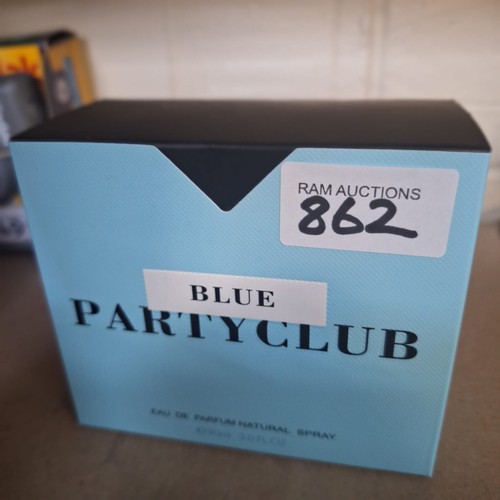 RAM AUCTIONS
862
BLUE
PARTYCLUB
EAU DE PARFUM NATURAL SPRAY